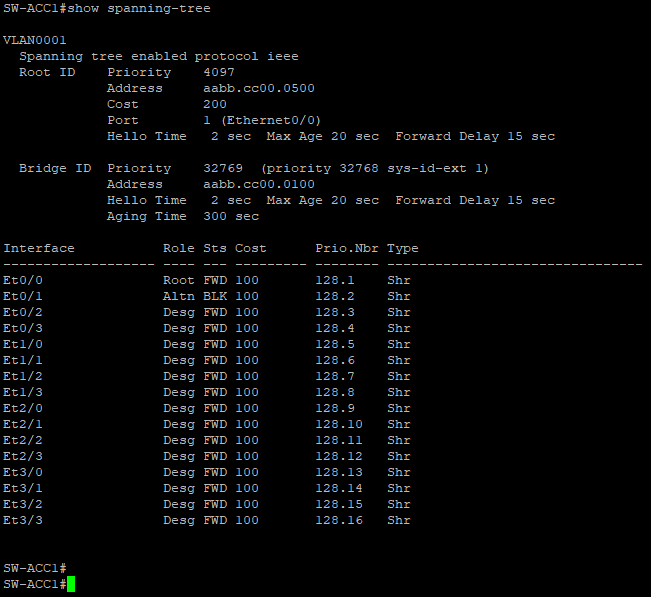 SW-ACC1#show spanning-tree

VLAN0001
  Spanning tree enabled protocol ieee
  Root ID    Priority    4097
             Address     aabb.cc00.0500
             Cost        200
             Port        1 (Ethernet0/0)
             Hello Time   2 sec  Max Age 20 sec  Forward Delay 15 sec

  Bridge ID  Priority    32769  (priority 32768 sys-id-ext 1)
             Address     aabb.cc00.0100
             Hello Time   2 sec  Max Age 20 sec  Forward Delay 15 sec
             Aging Time  300 sec

Interface           Role Sts Cost      Prio.Nbr Type
------------------- ---- --- --------- -------- --------------------------------
Et0/0               Root FWD 100       128.1    Shr
Et0/1               Altn BLK 100       128.2    Shr
Et0/2               Desg FWD 100       128.3    Shr
Et0/3               Desg FWD 100       128.4    Shr
Et1/0               Desg FWD 100       128.5    Shr
Et1/1               Desg FWD 100       128.6    Shr
Et1/2               Desg FWD 100       128.7    Shr
Et1/3               Desg FWD 100       128.8    Shr
Et2/0               Desg FWD 100       128.9    Shr
Et2/1               Desg FWD 100       128.10   Shr
Et2/2               Desg FWD 100       128.11   Shr
Et2/3               Desg FWD 100       128.12   Shr
Et3/0               Desg FWD 100       128.13   Shr
Et3/1               Desg FWD 100       128.14   Shr
Et3/2               Desg FWD 100       128.15   Shr
Et3/3               Desg FWD 100       128.16   Shr


SW-ACC1#
SW-ACC1#